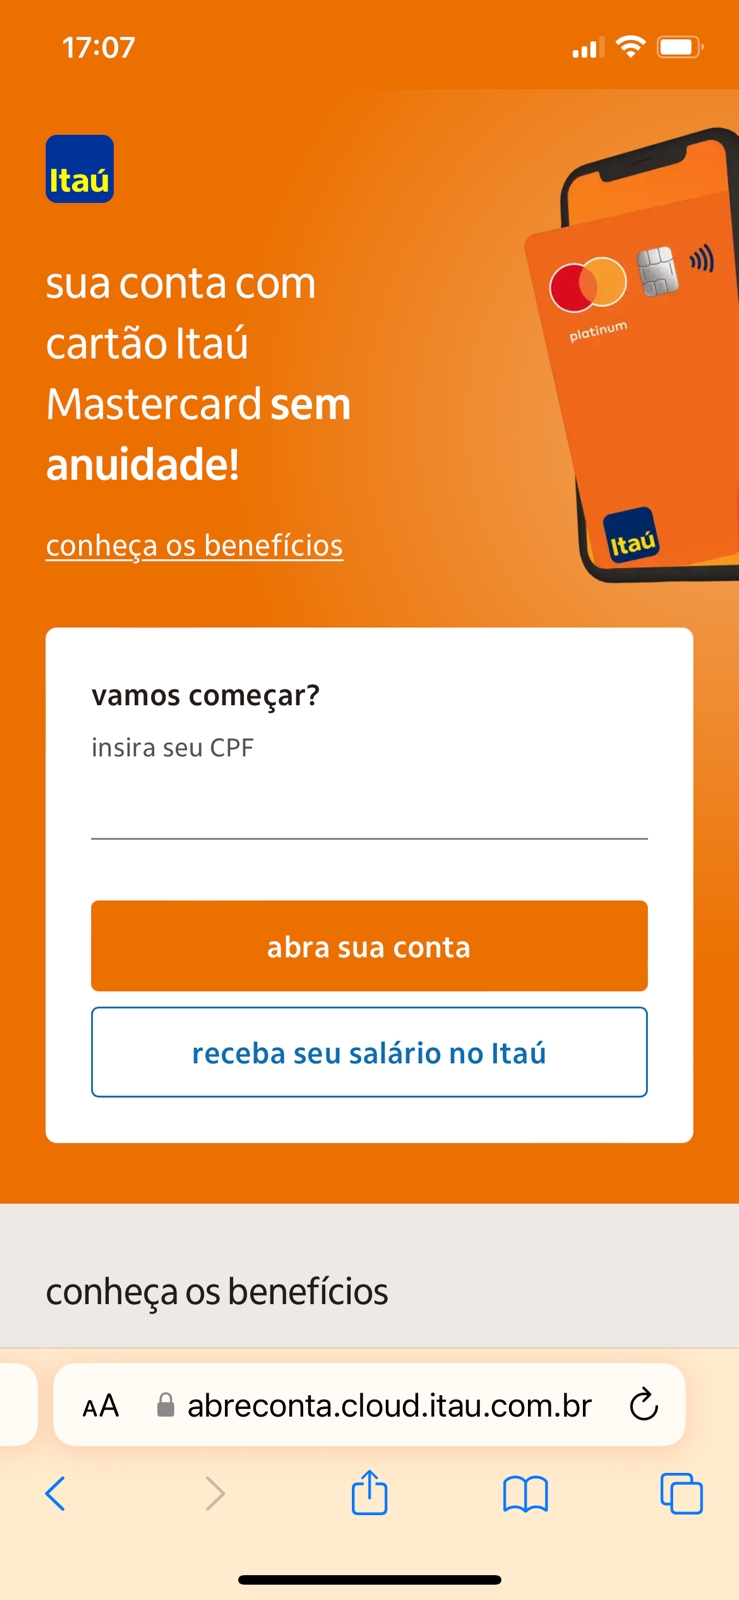 17:07
Itaú
sua conta com
cartão Itaú
Mastercard sem
anuidade!
conheça os benefícios
platinum
Itaú
vamos começar?
insira seu CPF
abra sua conta
receba seu salário no Itaú
conheça os benefícios
AA abreconta.cloud.itau.com.br